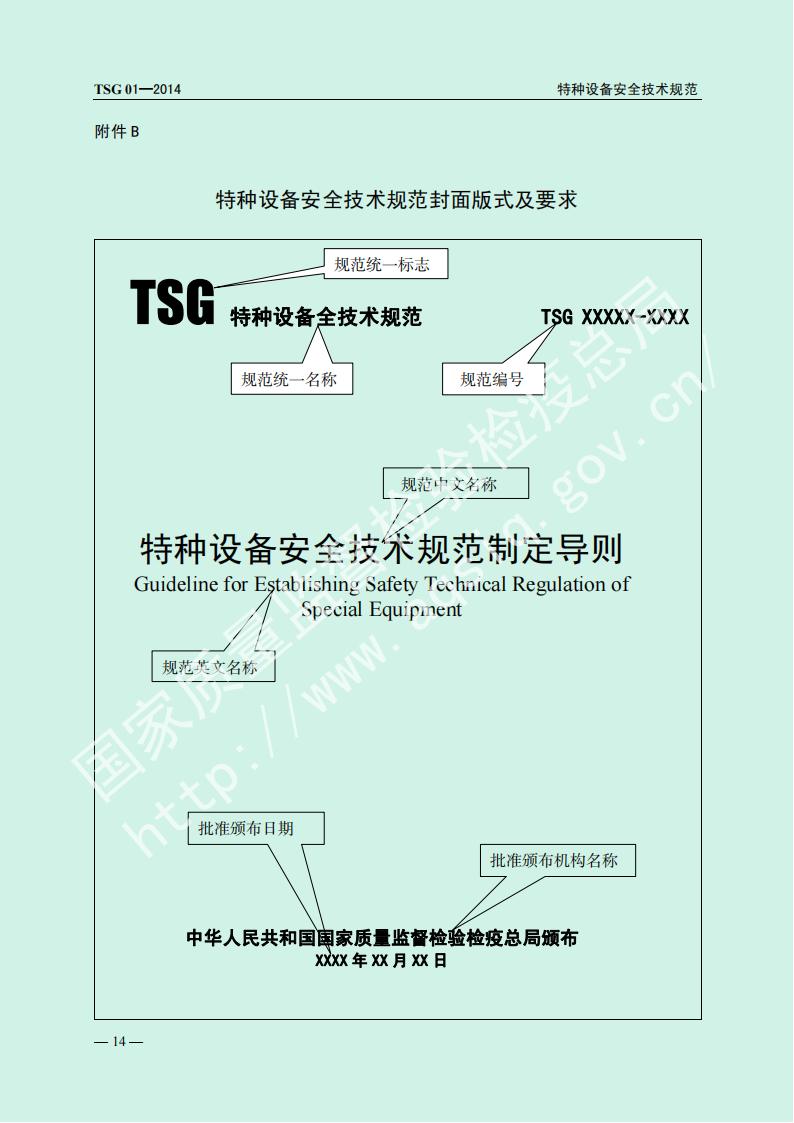 TSG 01—2014 特种设备安全技术规范
附件 B
特种设备安全技术规范封面版式及要求
规范统一标志
TSG 特种设备全技术规范 TSG XXXXX-XXXX
规范统一名称 规范编号
规范中文名称
特种设备安全技术规范制定导则
Guideline for Establishing Safety Technical Regulation of
Special Equipment
规范英文名称
批准颁布日期
批准颁布机构名称
中华人民共和国国家质量监督检验检疫总局颁布
XXXX 年 XX 月 XX 日
— 14 —
国家质量监督检验检疫总局
http://www.aqsiq.gov.cn/